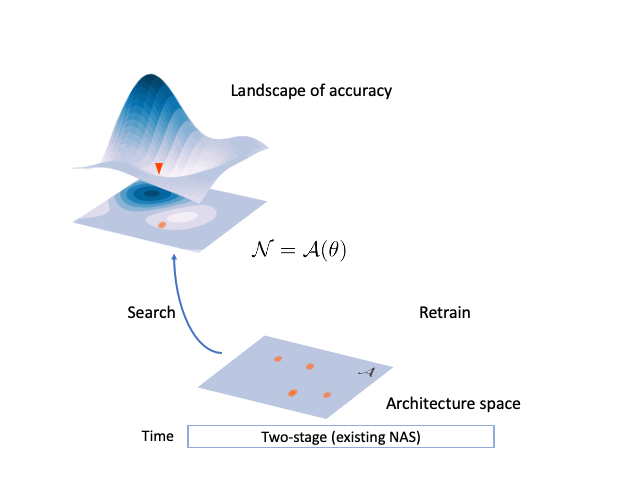 Landscape of accuracy
𝒩 = 𝒜(θ)
Search
Retrain
𝒜
Architecture space
Time
Two-stage (existing NAS)